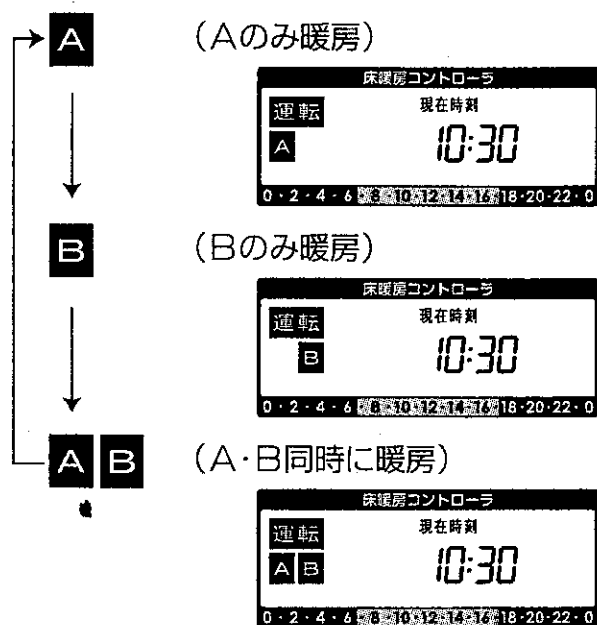 A （Aのみ暖房）
床暖房コントローラ
運転 現在時刻
A 10:30
0・2・4・6・8・10・12・14・16・18・20・22・0
B （Bのみ暖房）
床暖房コントローラ
運転 現在時刻
B 10:30
0・2・4・6・8・10・12・14・16・18・20・22・0
A B （A・B同時に暖房）
床暖房コントローラ
運転 現在時刻
A B 10:30
0・2・4・6・8・10・12・14・16・18・20・22・0